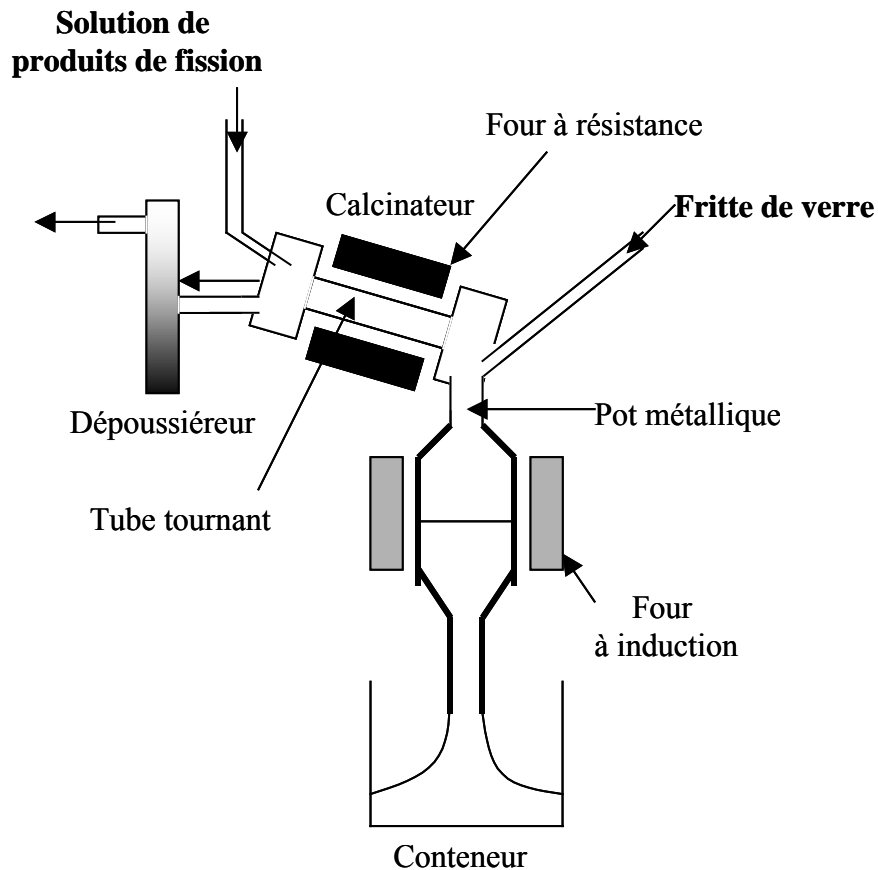 Solution de
produits de fission
Four à résistance
Calcinateur
Fritte de verre
Pot métallique
Dépoussiéreur
Tube tournant
Four
à induction
Conteneur